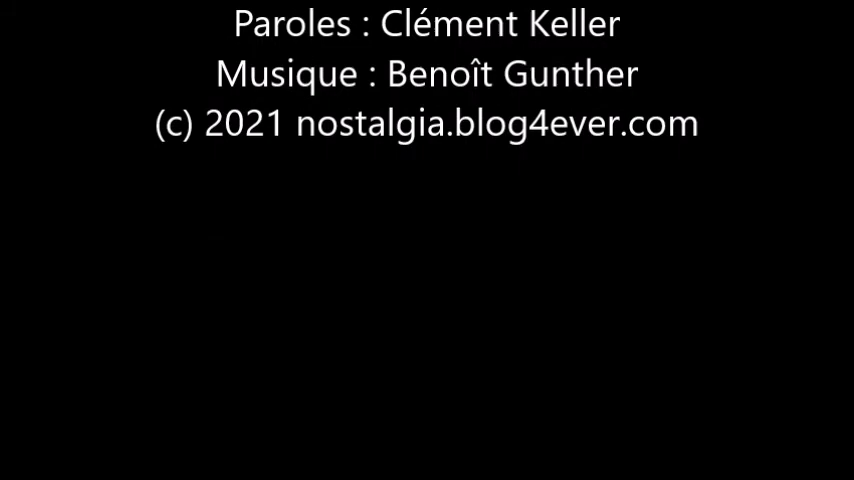 Paroles : Clément Keller
Musique : Benoît Gunther
(c) 2021 nostalgia.blog4ever.com